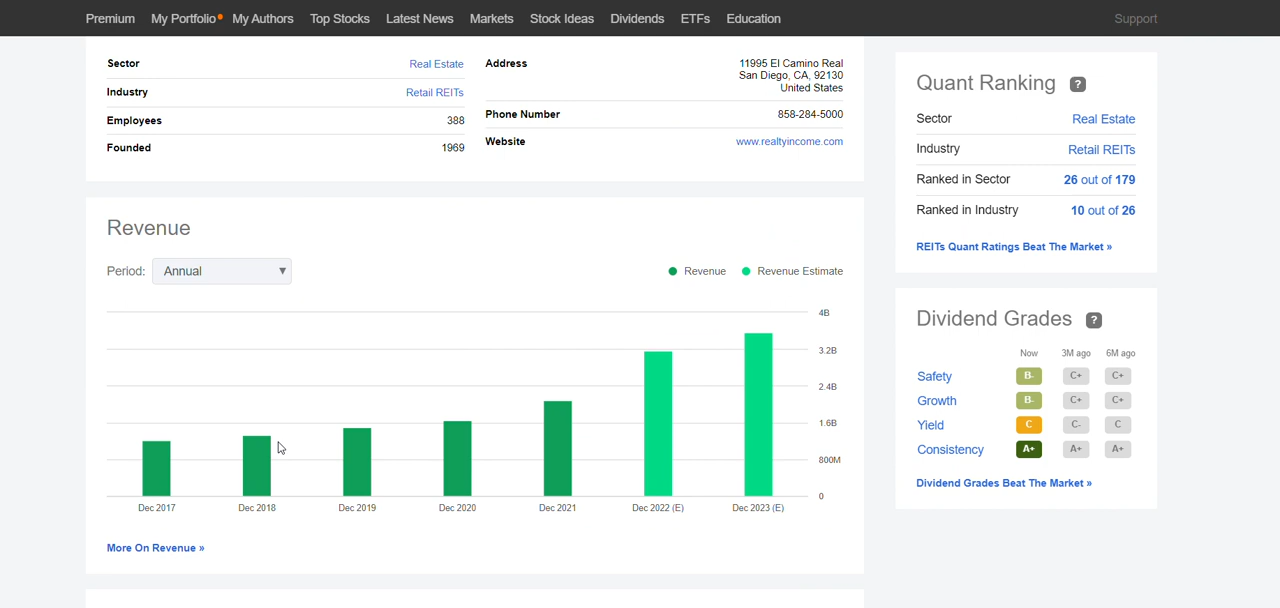 Premium My Portfolio My Authors Top Stocks Latest News Markets Stock Ideas Dividends ETFs Education Support
Sector Real Estate
Industry Retail REITs
Employees 388
Founded 1969
Address 11995 El Camino Real
San Diego, CA, 92130
United States
Phone Number 858-284-5000
Website www.realtyincome.com
Revenue
Period: Annual
Revenue Revenue Estimate
4B
3.2B
2.4B
1.6B
800M
0
Dec 2017 Dec 2018 Dec 2019 Dec 2020 Dec 2021 Dec 2022 (E) Dec 2023 (E)
More On Revenue »
Quant Ranking ?
Sector Real Estate
Industry Retail REITs
Ranked in Sector 26 out of 179
Ranked in Industry 10 out of 26
REITs Quant Ratings Beat The Market »
Dividend Grades ?
Now 3M ago 6M ago
Safety B- C+ C+
Growth B- C+ C+
Yield C C- C
Consistency A+ A+ A+
Dividend Grades Beat The Market »